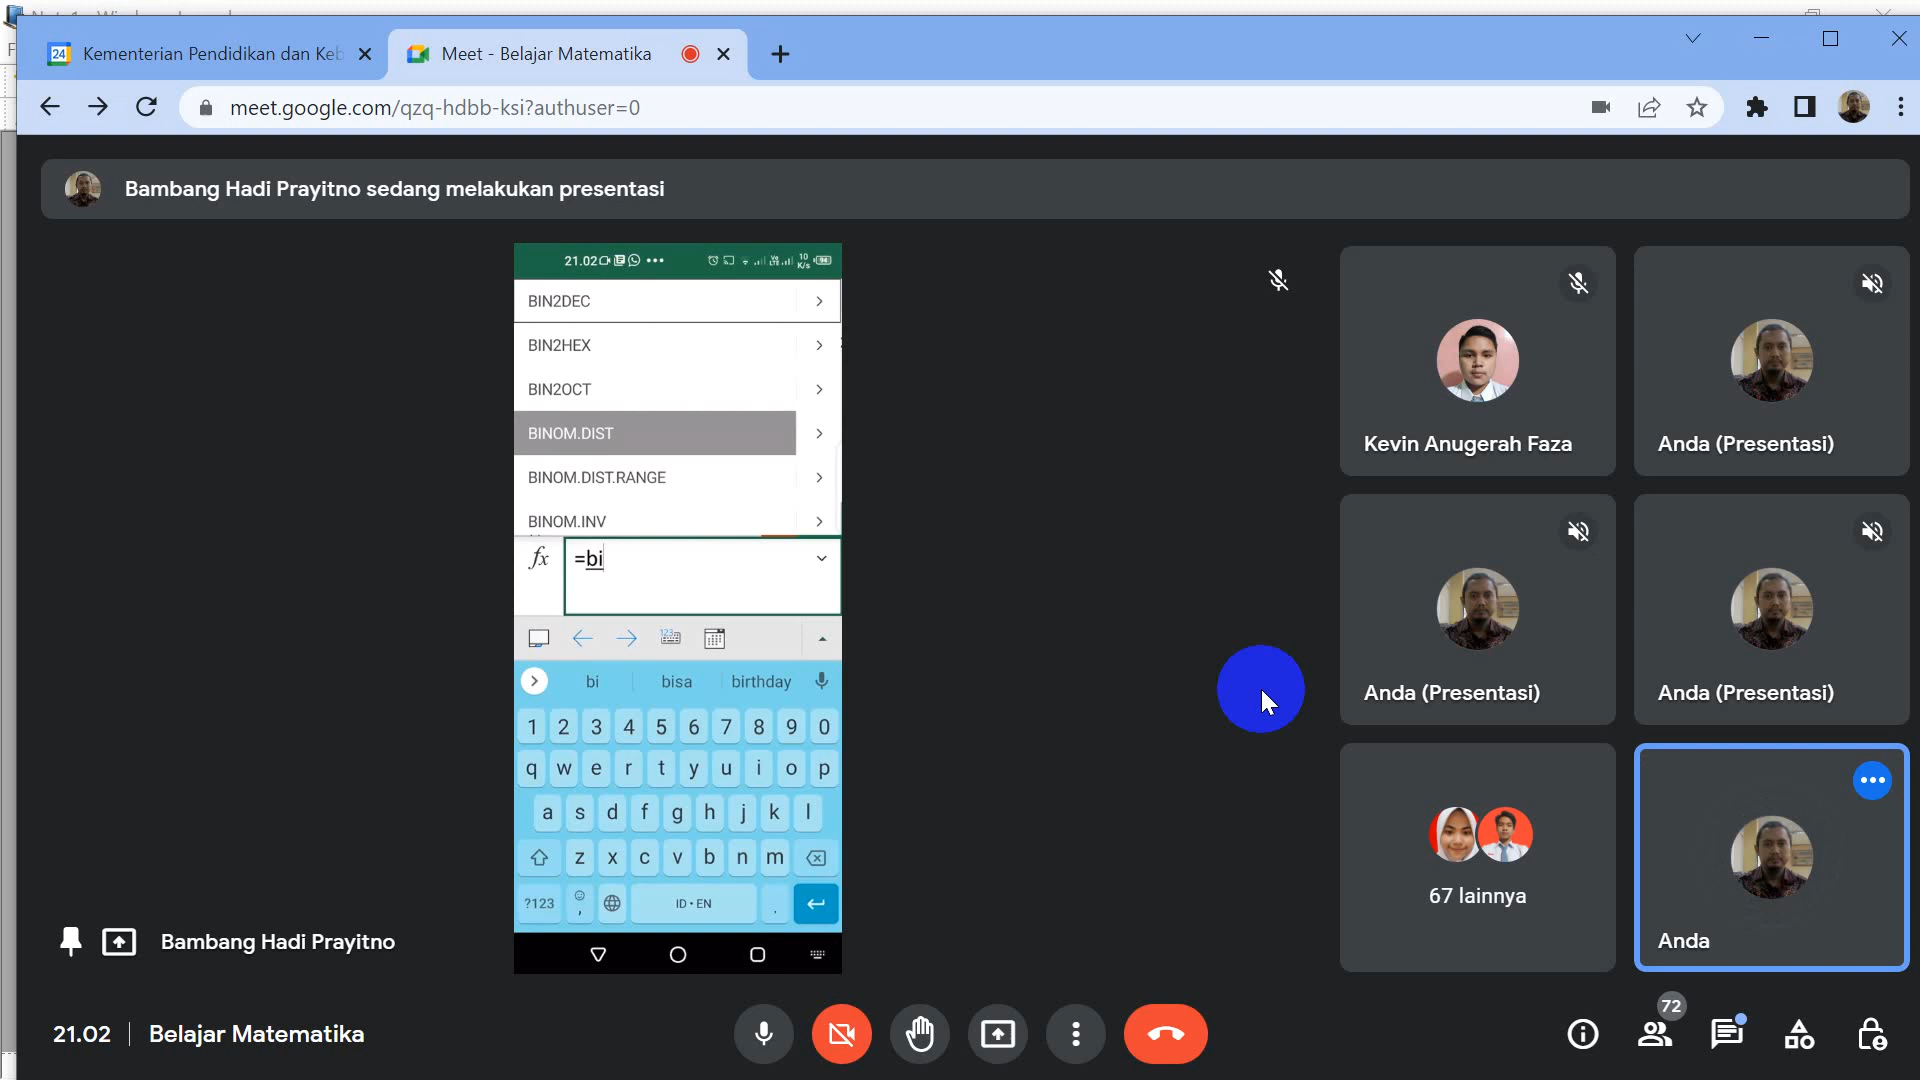 Kementerian Pendidikan dan Keb
Meet - Belajar Matematika
meet.google.com/qzq-hdbb-ksi?authuser=0
Bambang Hadi Prayitno sedang melakukan presentasi
21.02
10
K/s
BIN2DEC
BIN2HEX
BIN2OCT
BINOM.DIST
BINOM.DIST.RANGE
BINOM.INV
fx
=bi
bi bisa birthday
1 2 3 4 5 6 7 8 9 0
q w e r t y u i o p
a s d f g h j k l
z x c v b n m
?123 , ID • EN .
Kevin Anugerah Faza
Anda (Presentasi)
Anda (Presentasi)
Anda (Presentasi)
67 lainnya
Anda
Bambang Hadi Prayitno
21.02 Belajar Matematika
72